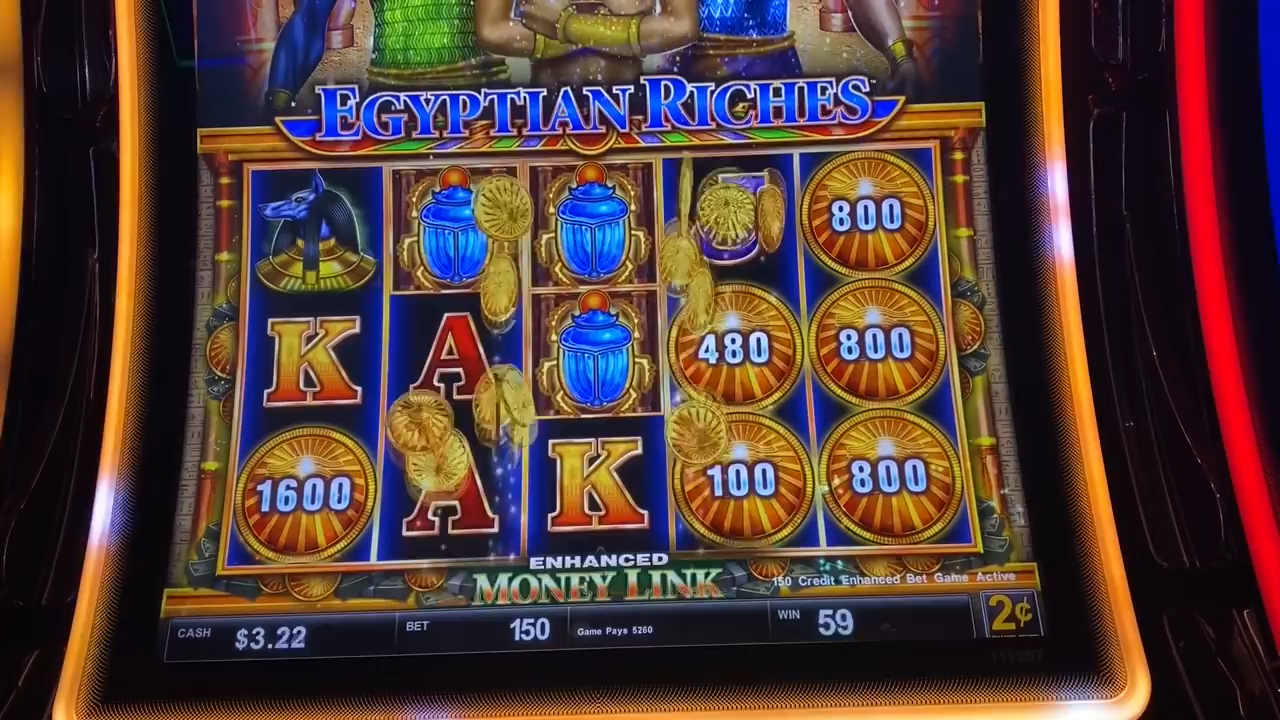 EGYPTIAN RICHES™
800
K
A
480
800
1600
A
K
100
800
ENHANCED
MONEY LINK
150 Credit Enhanced Bet Game Active
CASH $3.22
BET 150
Game Pays 5260
WIN 59
2¢